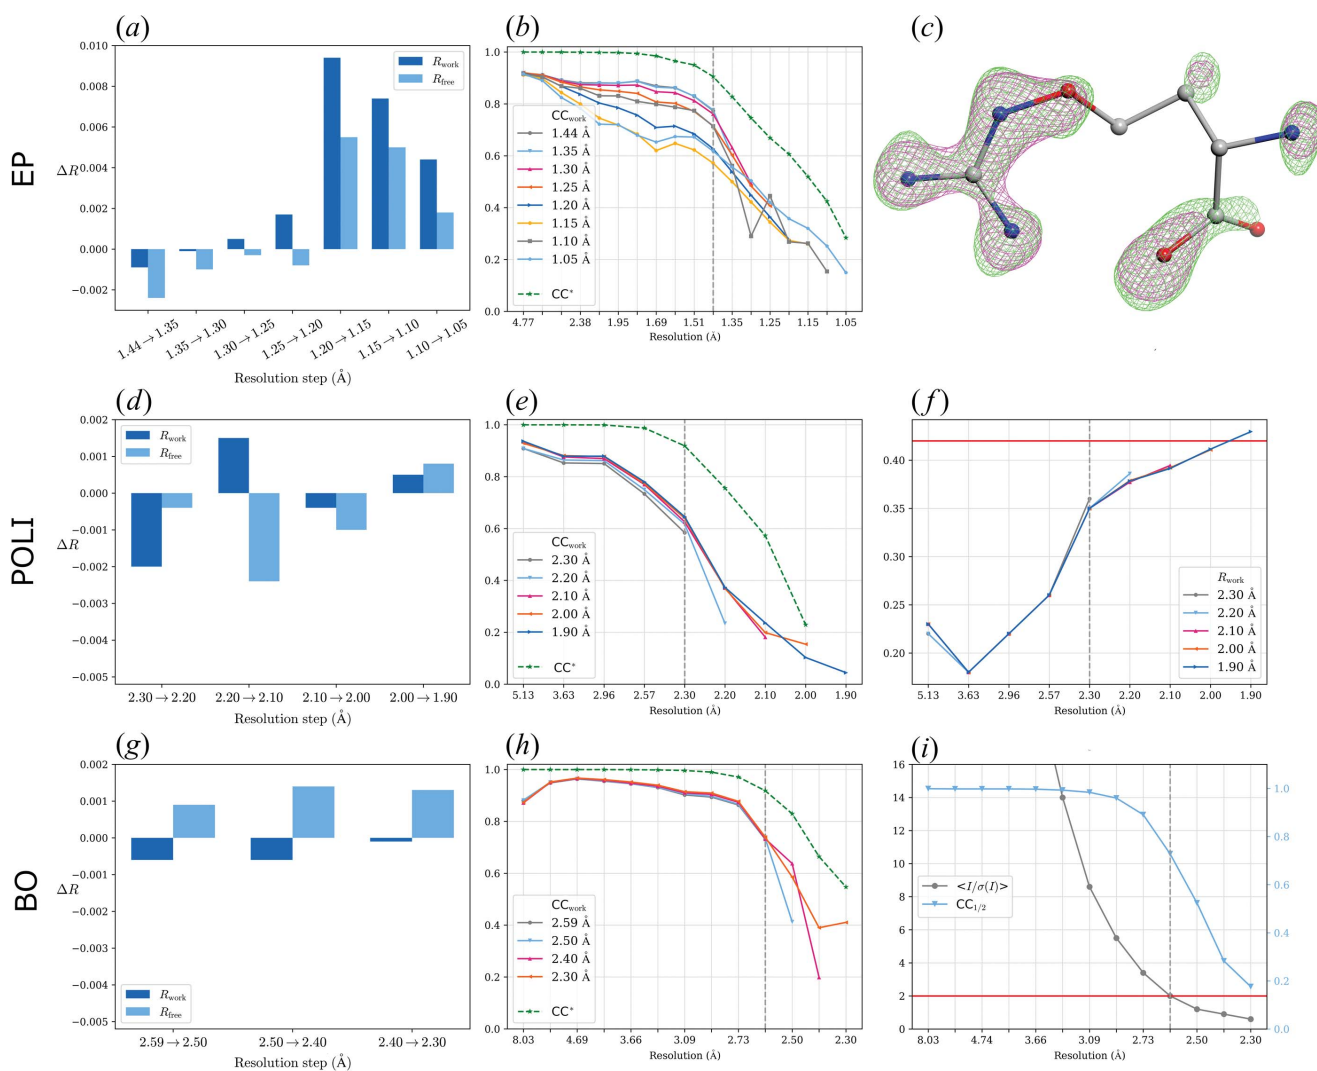 (a)
(b)
(c)
EP
ΔR
0.010
0.008
0.006
0.004
0.002
0.000
−0.002
R_work
R_free
1.44→1.35
1.35→1.30
1.30→1.25
1.25→1.20
1.20→1.15
1.15→1.10
1.10→1.05
Resolution step (Å)
1.0
0.8
0.6
0.4
0.2
0.0
CC_work
1.44 Å
1.35 Å
1.30 Å
1.25 Å
1.20 Å
1.15 Å
1.10 Å
1.05 Å
CC*
4.77 2.38 1.95 1.69 1.51 1.35 1.25 1.15 1.05
Resolution (Å)
(d)
(e)
(f)
POLI
ΔR
0.002
0.001
0.000
−0.001
−0.002
−0.003
−0.004
−0.005
R_work
R_free
2.30→2.20 2.20→2.10 2.10→2.00 2.00→1.90
Resolution step (Å)
1.0
0.8
0.6
0.4
0.2
0.0
CC_work
2.30 Å
2.20 Å
2.10 Å
2.00 Å
1.90 Å
CC*
5.13 3.63 2.96 2.57 2.30 2.20 2.10 2.00 1.90
Resolution (Å)
0.40
0.35
0.30
0.25
0.20
R_work
2.30 Å
2.20 Å
2.10 Å
2.00 Å
1.90 Å
5.13 3.63 2.96 2.57 2.30 2.20 2.10 2.00 1.90
Resolution (Å)
(g)
(h)
(i)
BO
ΔR
0.002
0.001
0.000
−0.001
−0.002
−0.003
−0.004
−0.005
R_work
R_free
2.59→2.50 2.50→2.40 2.40→2.30
Resolution step (Å)
1.0
0.8
0.6
0.4
0.2
0.0
CC_work
2.59 Å
2.50 Å
2.40 Å
2.30 Å
CC*
8.03 4.69 3.66 3.09 2.73 2.50 2.30
Resolution (Å)
16
14
12
10
8
6
4
2
0
<I/σ(I)>
CC_1/2
1.0
0.8
0.6
0.4
0.2
0.0
8.03 4.74 3.66 3.09 2.73 2.50 2.30
Resolution (Å)